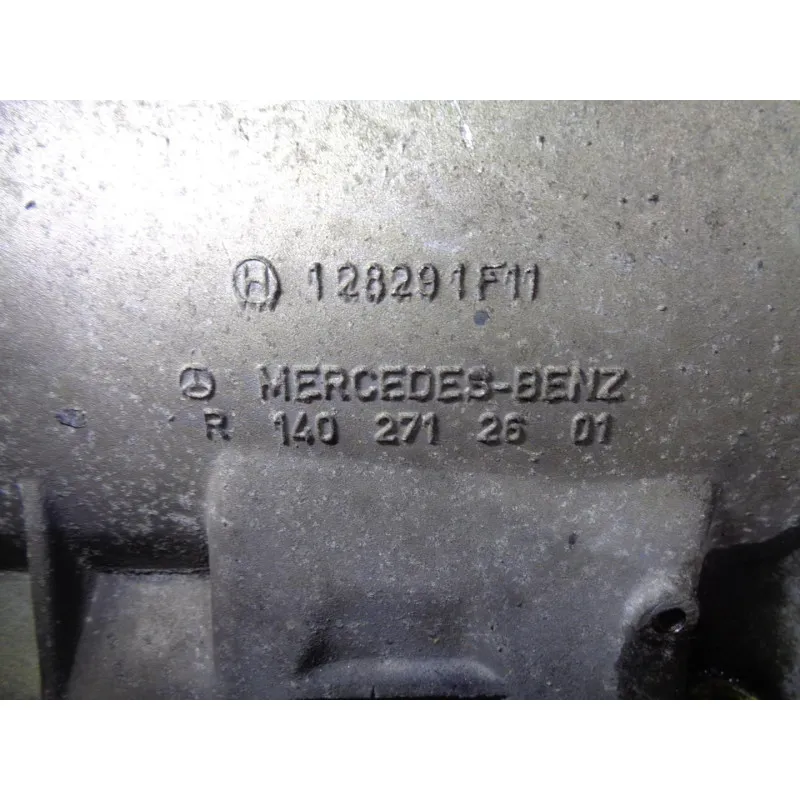 H 128291F11
MERCEDES-BENZ
R 140 271 26 01